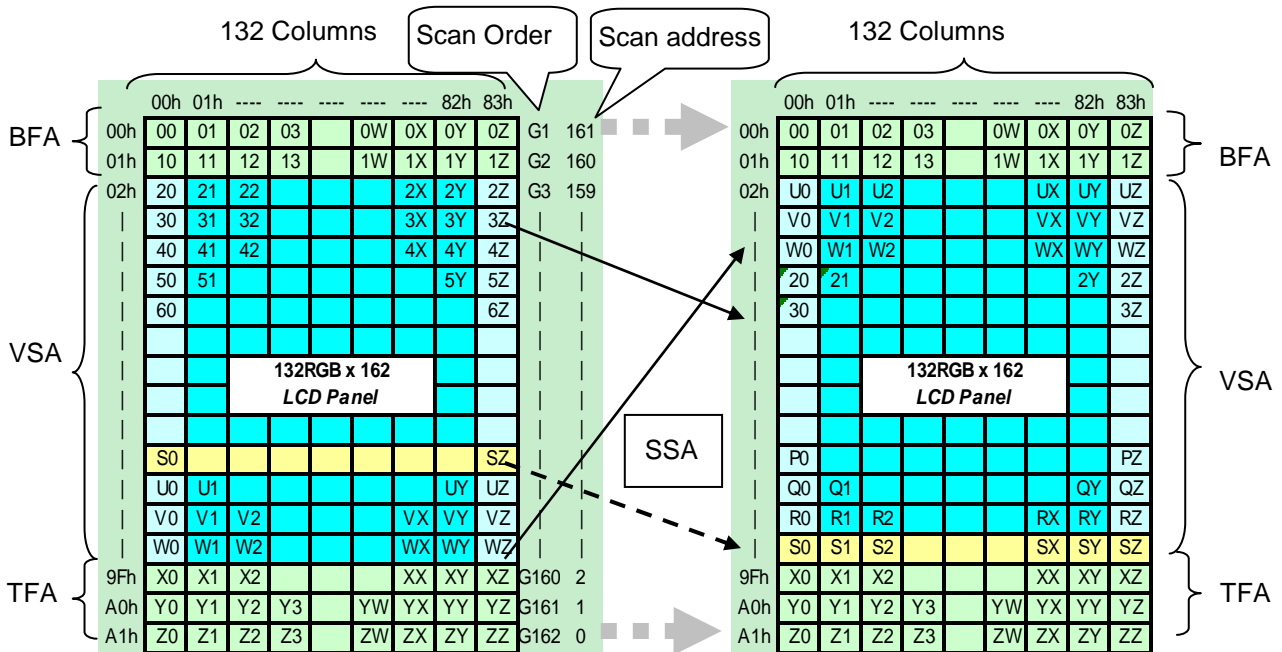 132 Columns Scan Order Scan address 132 Columns
00h 01h ---- ---- ---- ---- ---- 82h 83h 00h 01h ---- ---- ---- ---- ---- 82h 83h
BFA 00h 00 01 02 03 0W 0X 0Y 0Z G1 161 00h 00 01 02 03 0W 0X 0Y 0Z BFA
01h 10 11 12 13 1W 1X 1Y 1Z G2 160 01h 10 11 12 13 1W 1X 1Y 1Z
02h 20 21 22 2X 2Y 2Z G3 159 02h U0 U1 U2 UX UY UZ
30 31 32 3X 3Y 3Z V0 V1 V2 VX VY VZ
40 41 42 4X 4Y 4Z W0 W1 W2 WX WY WZ
50 51 5Y 5Z 20 21 2Y 2Z
60 6Z 30 3Z
VSA 132RGB x 162 132RGB x 162 VSA
LCD Panel LCD Panel
S0 SZ SSA P0 PZ
U0 U1 UY UZ Q0 Q1 QY QZ
V0 V1 V2 VX VY VZ R0 R1 R2 RX RY RZ
W0 W1 W2 WX WY WZ S0 S1 S2 SX SY SZ
TFA 9Fh X0 X1 X2 XX XY XZ G160 2 9Fh X0 X1 X2 XX XY XZ TFA
A0h Y0 Y1 Y2 Y3 YW YX YY YZ G161 1 A0h Y0 Y1 Y2 Y3 YW YX YY YZ
A1h Z0 Z1 Z2 Z3 ZW ZX ZY ZZ G162 0 A1h Z0 Z1 Z2 Z3 ZW ZX ZY ZZ